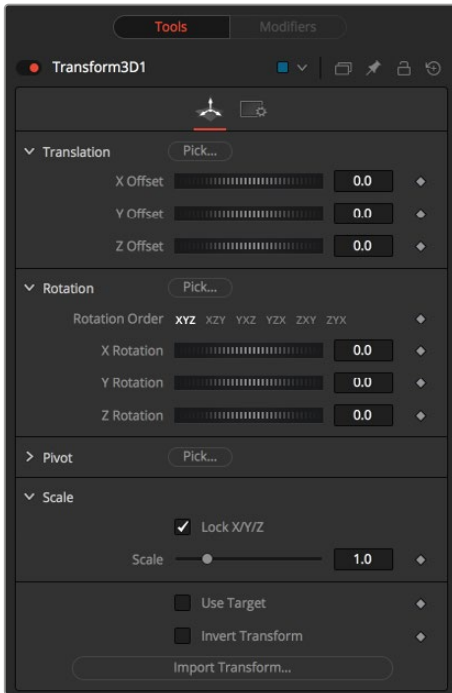 Tools Modifiers
Transform3D1
Translation Pick...
X Offset 0.0
Y Offset 0.0
Z Offset 0.0
Rotation Pick...
Rotation Order XYZ XZY YXZ YZX ZXY ZYX
X Rotation 0.0
Y Rotation 0.0
Z Rotation 0.0
Pivot Pick...
Scale
Lock X/Y/Z
Scale 1.0
Use Target
Invert Transform
Import Transform...